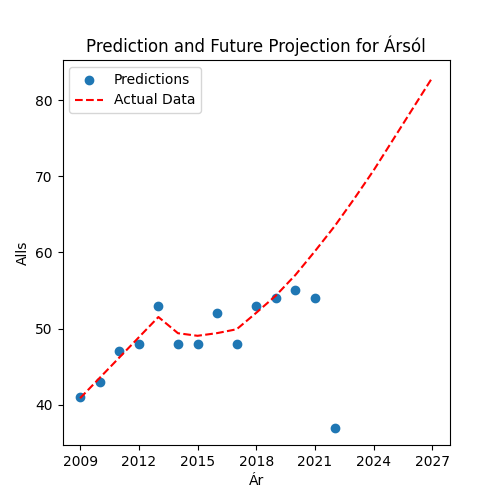 Prediction and Future Projection for Ársól
Predictions
Actual Data
80
70
60
50
40
Alls
2009 2012 2015 2018 2021 2024 2027
Ár